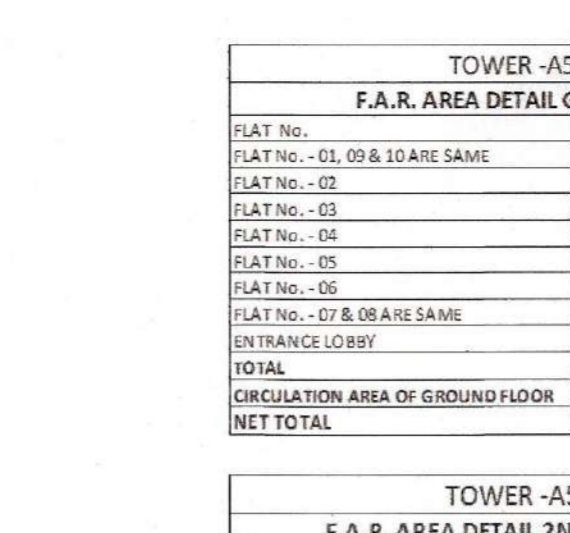 TOWER -A5
F.A.R. AREA DETAIL
FLAT No.
FLAT No. - 01, 09 & 10 ARE SAME
FLAT No. - 02
FLAT No. - 03
FLAT No. - 04
FLAT No. - 05
FLAT No. - 06
FLAT No. - 07 & 08 ARE SAME
ENTRANCE LOBBY
TOTAL
CIRCULATION AREA OF GROUND FLOOR
NET TOTAL
TOWER -A5
F.A.R. AREA DETAIL